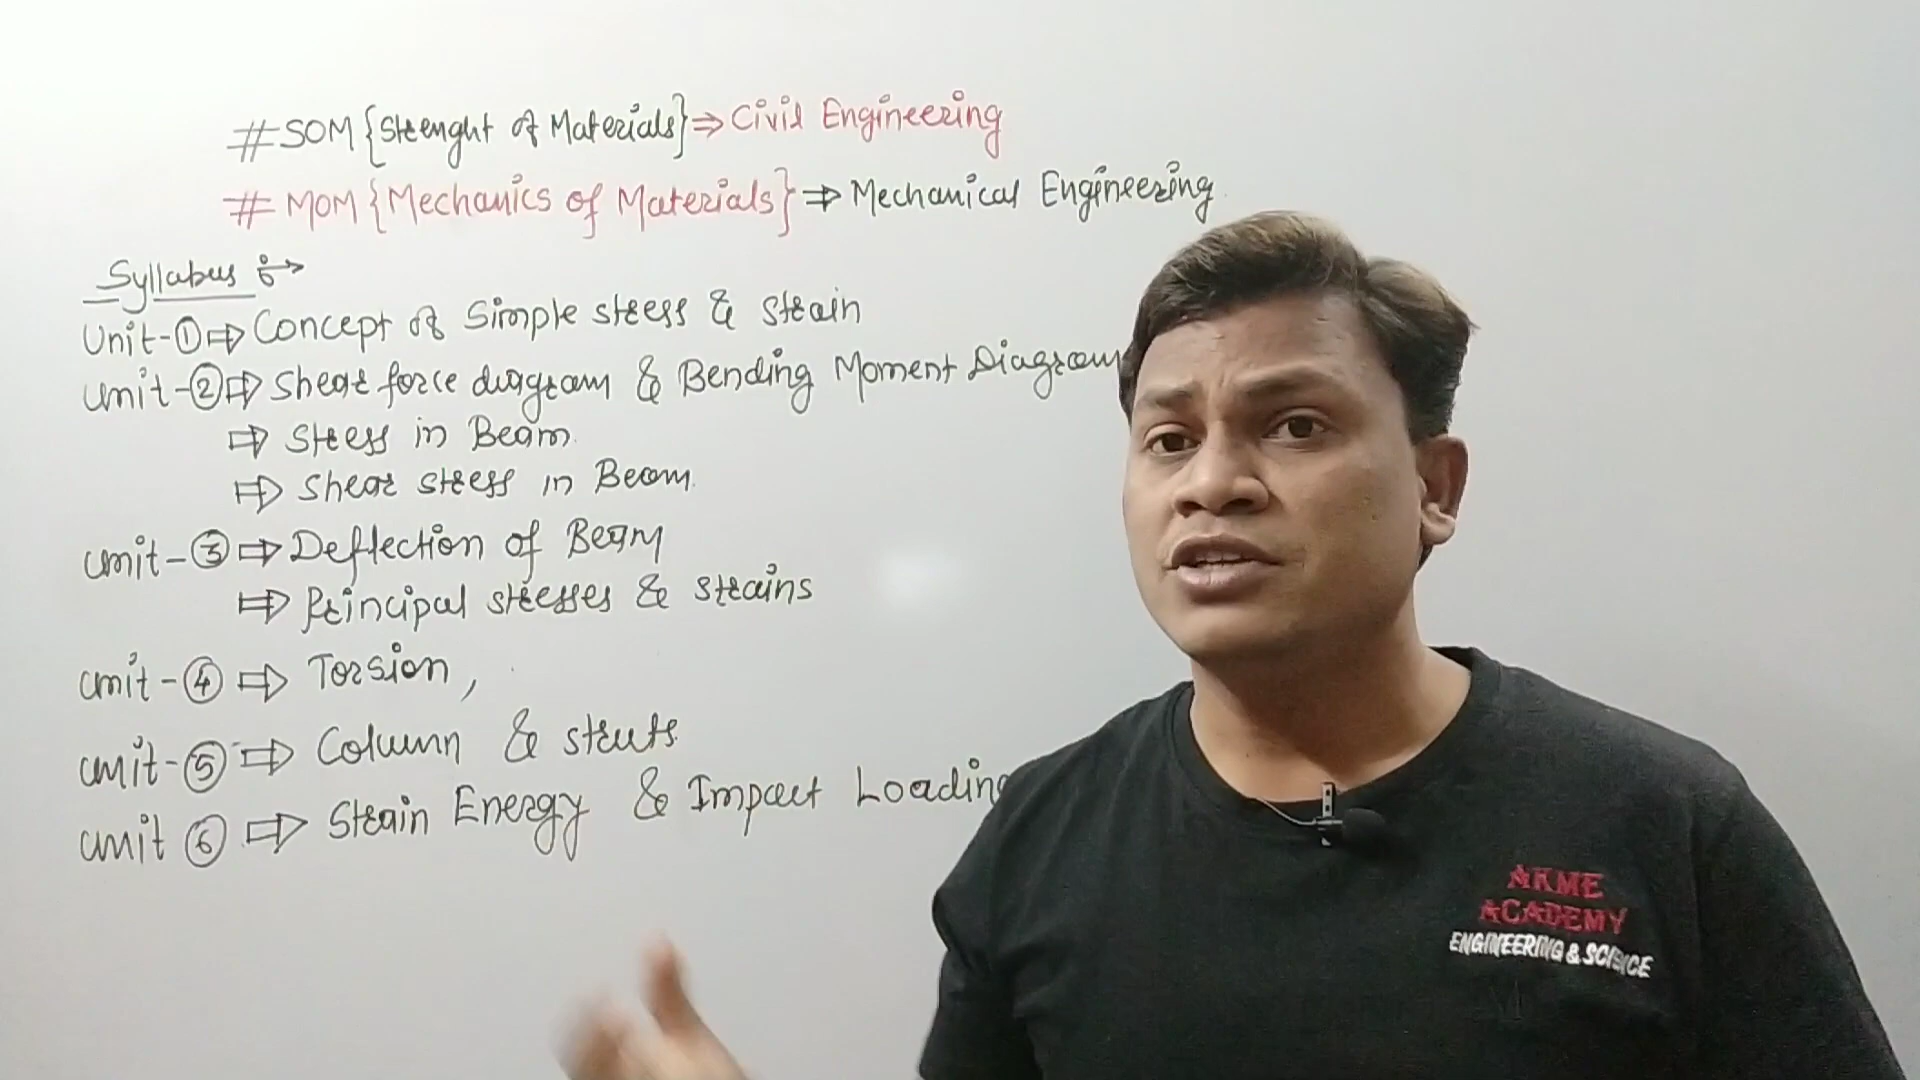 #SOM {Strenght of Materials} ⇒ Civil Engineering
# MOM {Mechanics of Materials} ⇒ Mechanical Engineering
Syllabus :→
Unit-① ⇒ Concept of Simple stress & strain
unit-② ⇒ Shear force diagram & Bending Moment Diagram
⇒ Stress in Beam.
⇒ Shear stress in Beam.
unit-③ ⇒ Deflection of Beam
⇒ Principal stresses & strains
unit-④ ⇒ Torsion,
unit-⑤ ⇒ Column & struts
unit ⑥ ⇒ Strain Energy & Impact Loading
AKME
ACADEMY
ENGINEERING & SCIENCE